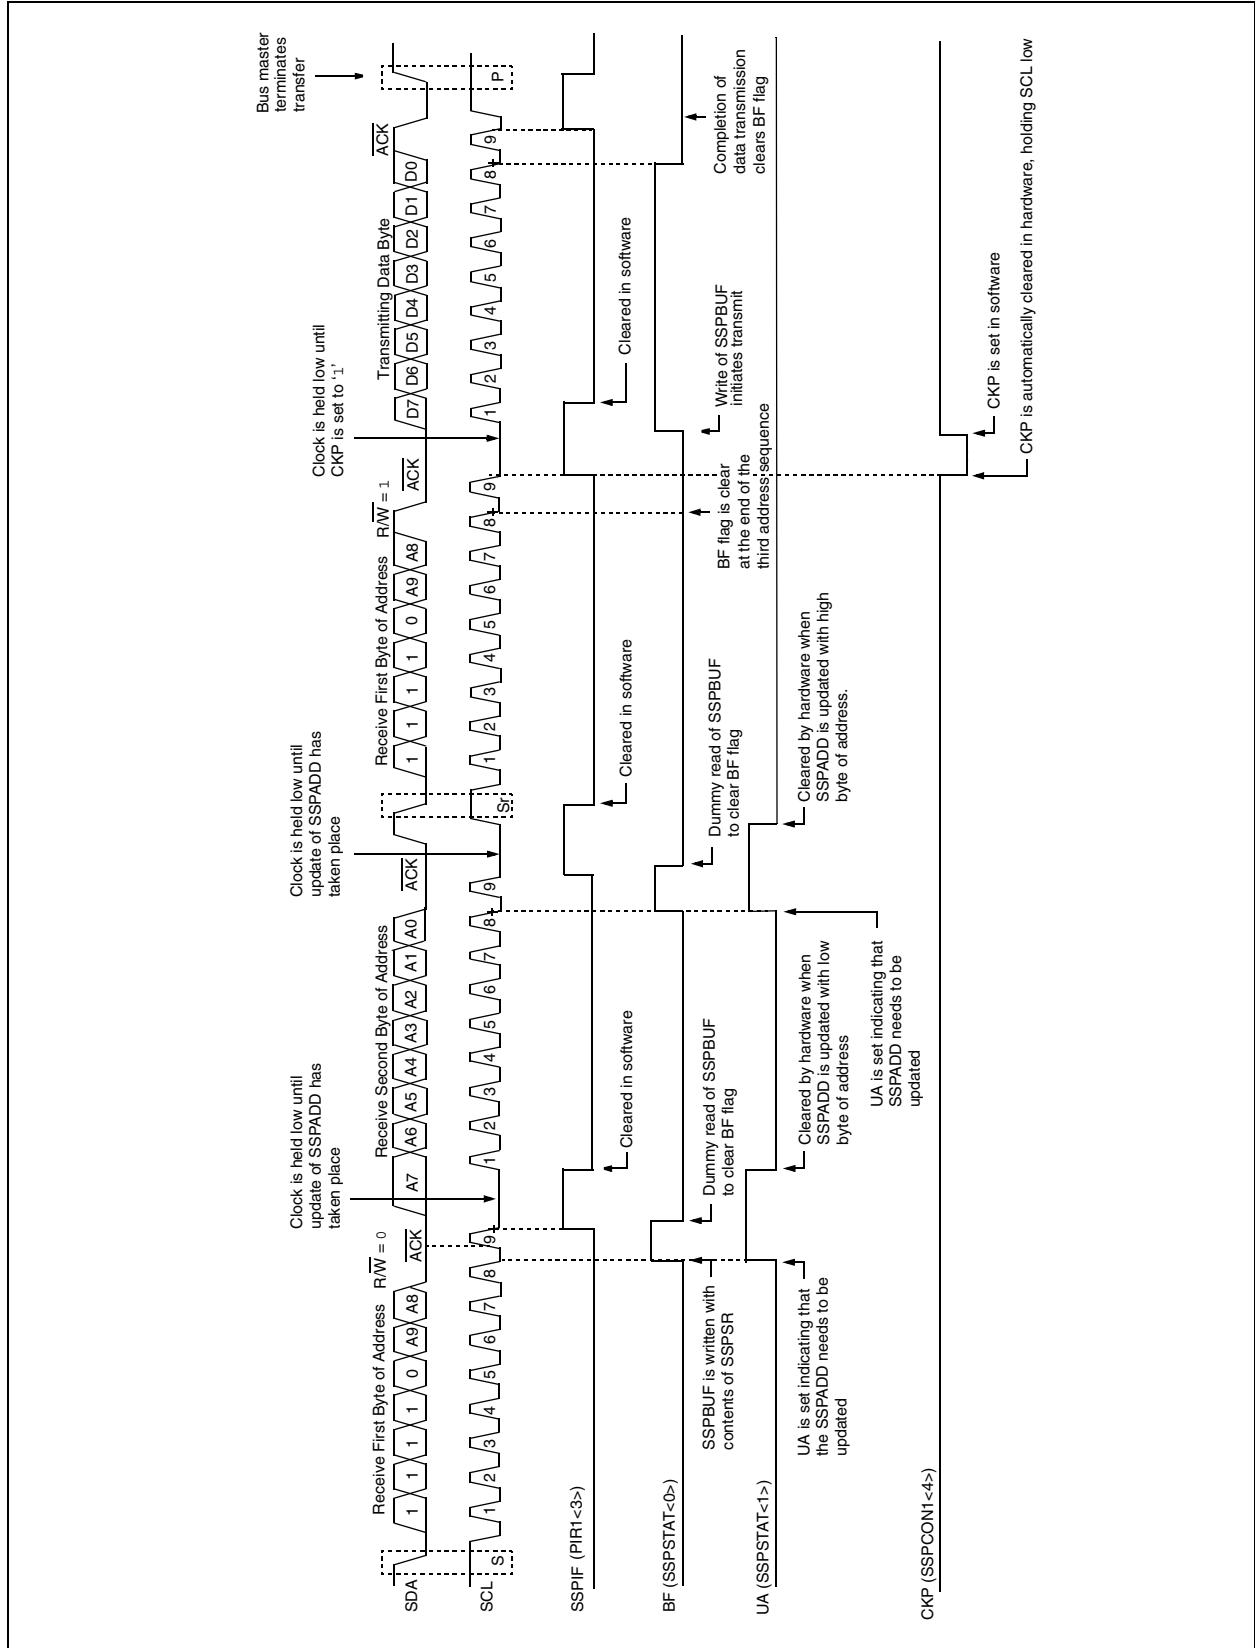 Bus master
terminates
transfer
Clock is held low until
CKP is set to ‘1’
Clock is held low until
update of SSPADD has
taken place
Clock is held low until
update of SSPADD has
taken place
Receive First Byte of Address R/W = 0
ACK
Receive Second Byte of Address
ACK
Receive First Byte of Address R/W = 1
ACK
Transmitting Data Byte
ACK
SDA
1 1 1 1 0 A9 A8
A7 A6 A5 A4 A3 A2 A1 A0
1 1 1 1 0 A9 A8
D7 D6 D5 D4 D3 D2 D1 D0
SCL
S
1 2 3 4 5 6 7 8 9
1 2 3 4 5 6 7 8 9
Sr
1 2 3 4 5 6 7 8 9
1 2 3 4 5 6 7 8 9
P
SSPIF (PIR1<3>)
Cleared in software
Cleared in software
Cleared in software
BF (SSPSTAT<0>)
SSPBUF is written with
contents of SSPSR
Dummy read of SSPBUF
to clear BF flag
Dummy read of SSPBUF
to clear BF flag
BF flag is clear
at the end of the
third address sequence
Write of SSPBUF
initiates transmit
Completion of
data transmission
clears BF flag
UA (SSPSTAT<1>)
UA is set indicating that
the SSPADD needs to be
updated
Cleared by hardware when
SSPADD is updated with low
byte of address
UA is set indicating that
SSPADD needs to be
updated
Cleared by hardware when
SSPADD is updated with high
byte of address.
CKP (SSPCON1<4>)
CKP is set in software
CKP is automatically cleared in hardware, holding SCL low